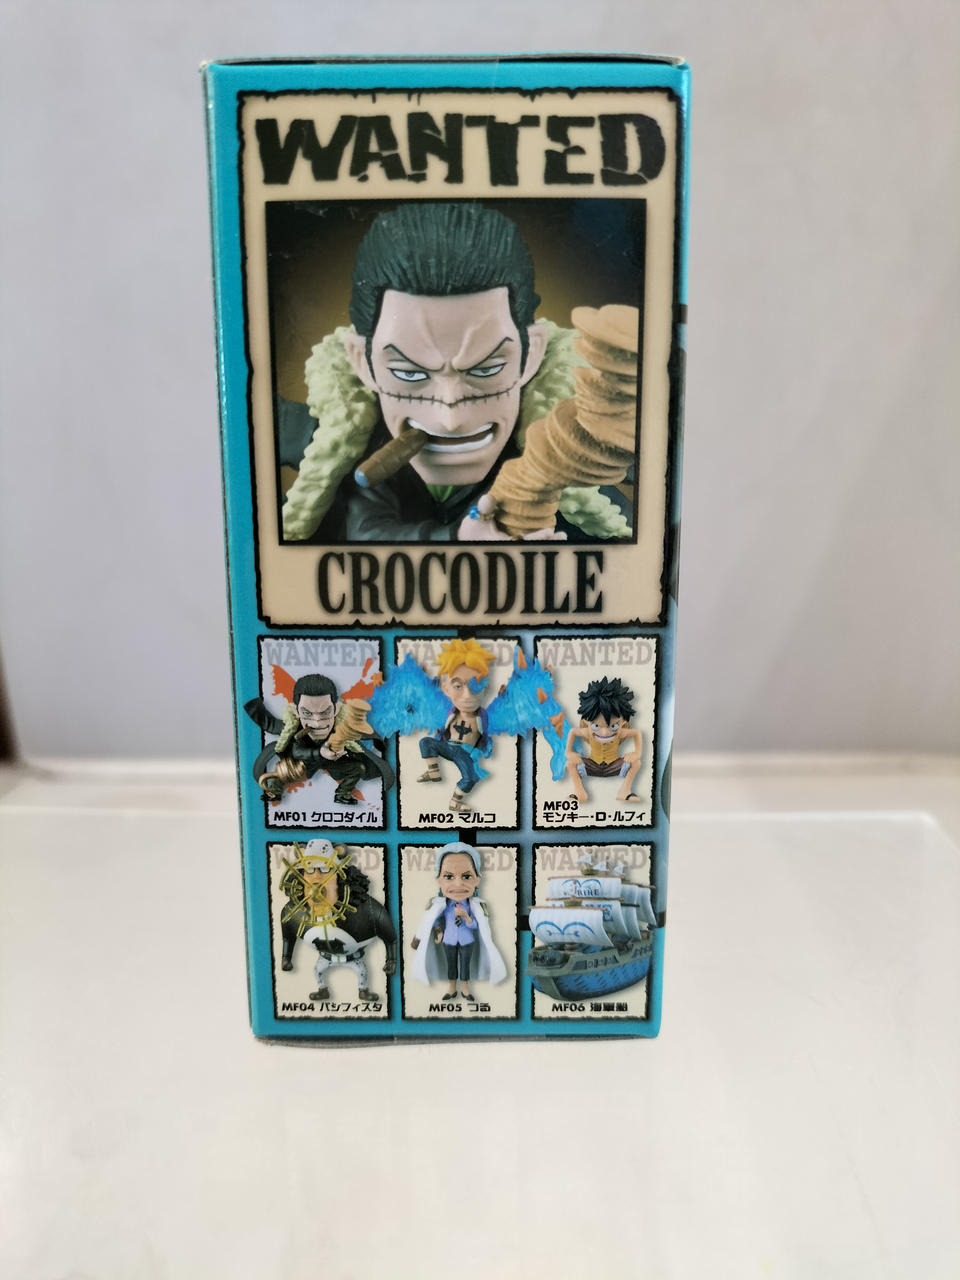 WANTED
CROCODILE
WANTED
WANTED
WANTED
MF01 クロコダイル
MF02 マルコ
MF03
モンキー・D・ルフィ
WANTED
WANTED
WANTED
MARINE
MF04 パシフィスタ
MF05 つる
MF06 海軍船